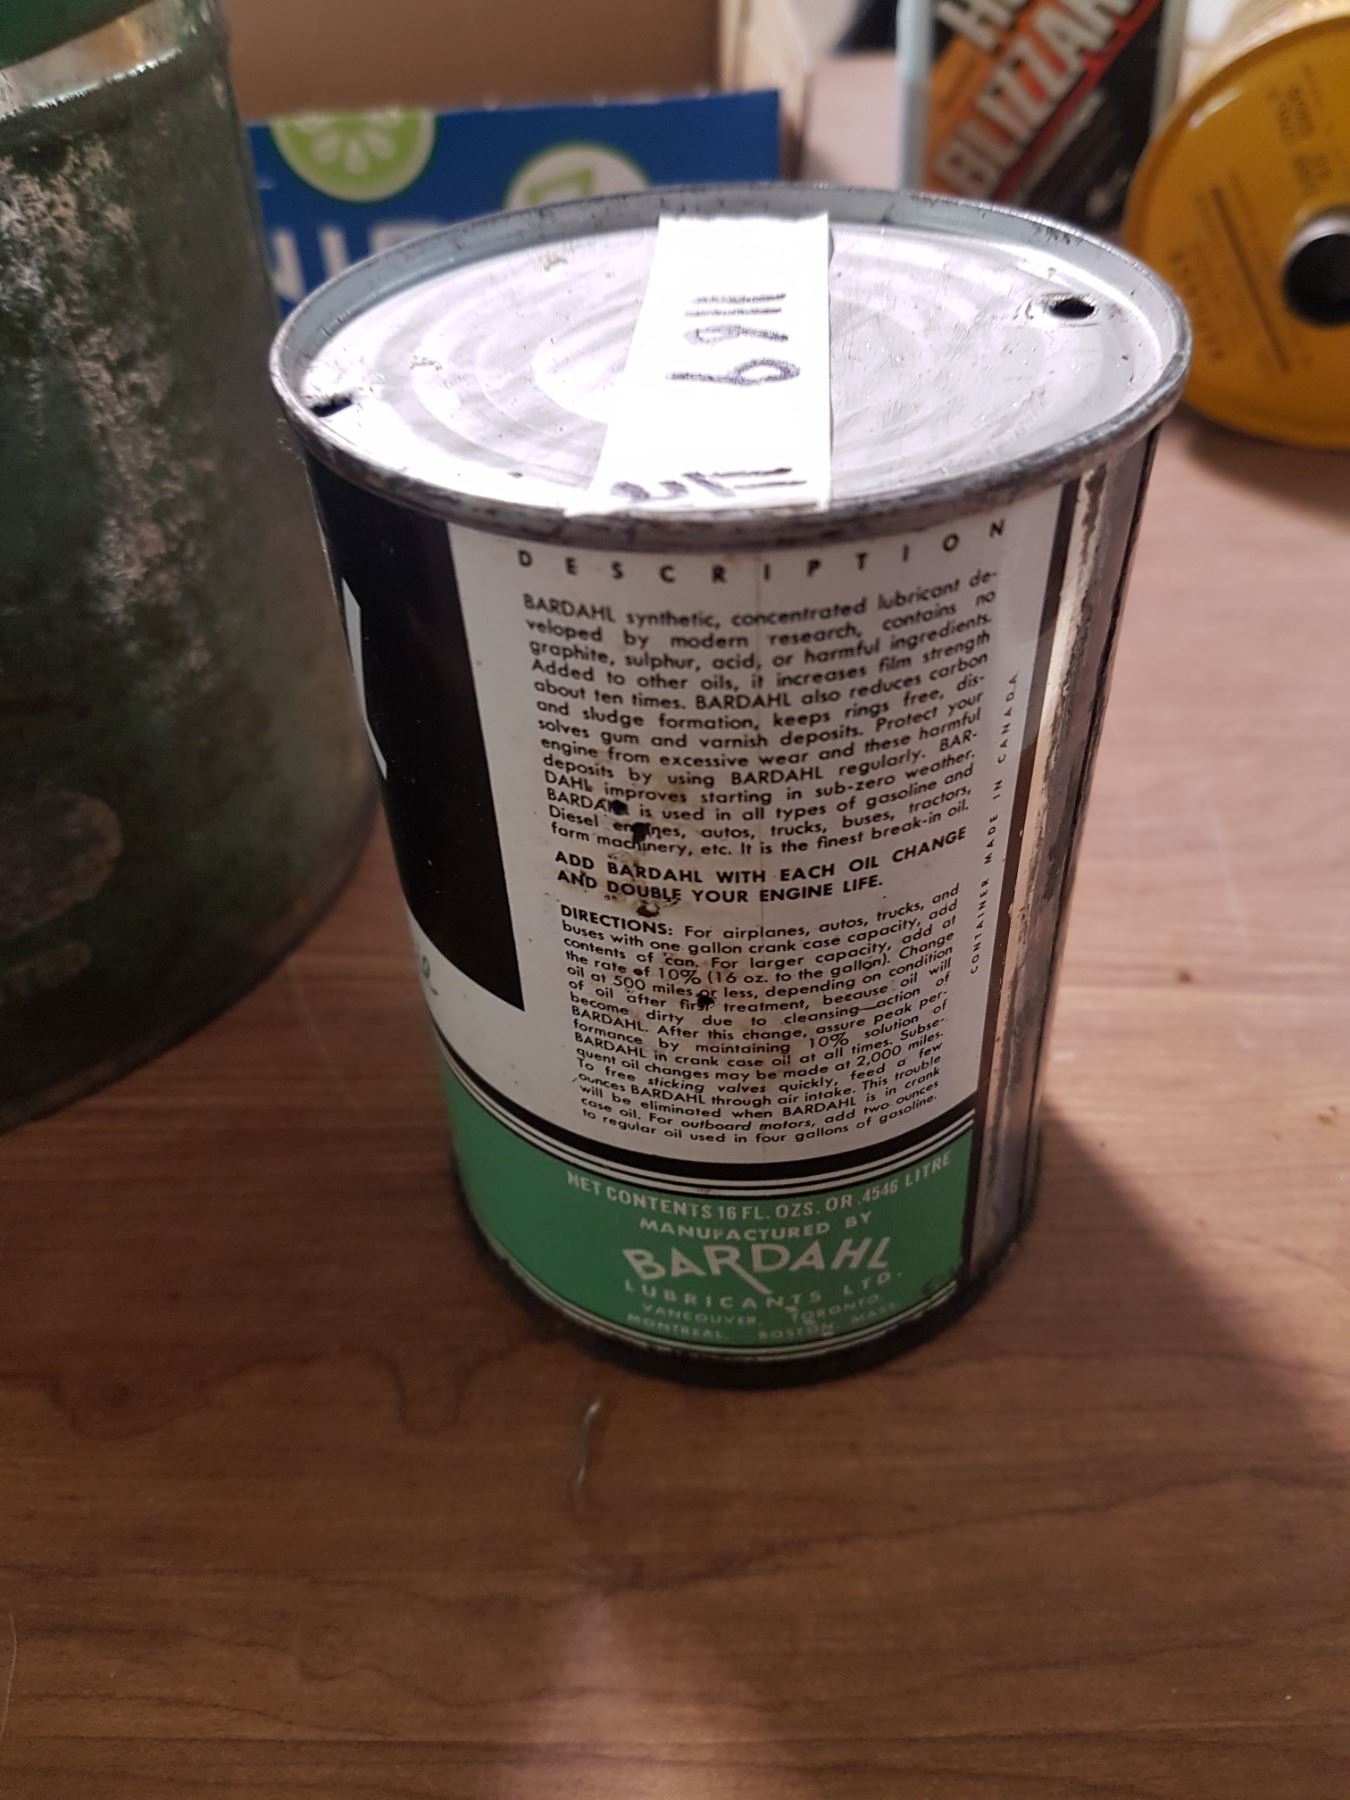 BLIZZAR
DESCRIPTION
BARDAHL synthetic, concentrated lubricant de-
veloped by modern research, contains no
graphite, sulphur, acid, or harmful ingredients.
Added to other oils, it increases film strength
about ten times. BARDAHL also reduces carbon
and sludge formation, keeps rings free, dis-
solves gum and varnish deposits. Protect your
engine from excessive wear and these harmful
deposits by using BARDAHL regularly. BAR-
DAHL improves starting in sub-zero weather.
BARDAHL is used in all types of gasoline and
Diesel engines, autos, trucks, buses, tractors,
farm machinery, etc. It is the finest break-in oil.
ADD BARDAHL WITH EACH OIL CHANGE
AND DOUBLE YOUR ENGINE LIFE.
DIRECTIONS: For airplanes, autos, trucks, and
buses with one gallon crank case capacity, add
contents of can. For larger capacity, add at
the rate of 10% (16 oz. to the gallon). Change
oil at 500 miles or less, depending on condition
of oil after first treatment, because oil will
become dirty due to cleansing action of
BARDAHL. After this change, assure peak per-
formance by maintaining 10% solution of
BARDAHL in crank case oil at all times. Subse-
quent oil changes may be made at 2,000 miles.
To free sticking valves quickly, feed a few
ounces BARDAHL through air intake. This trouble
will be eliminated when BARDAHL is in crank
case oil. For outboard motors, add two ounces
to regular oil used in four gallons of gasoline.
CONTAINER MADE IN CANADA
NET CONTENTS 16 FL. OZS. OR .4546 LITRE
MANUFACTURED BY
BARDAHL
LUBRICANTS LTD.
VANCOUVER, TORONTO,
MONTREAL, BOSTON, MASS.